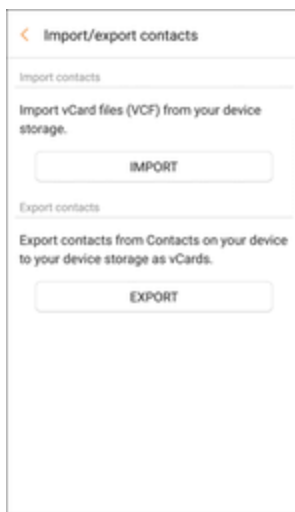 Import/export contacts
Import contacts
Import vCard files (VCF) from your device
storage.
IMPORT
Export contacts
Export contacts from Contacts on your device
to your device storage as vCards.
EXPORT